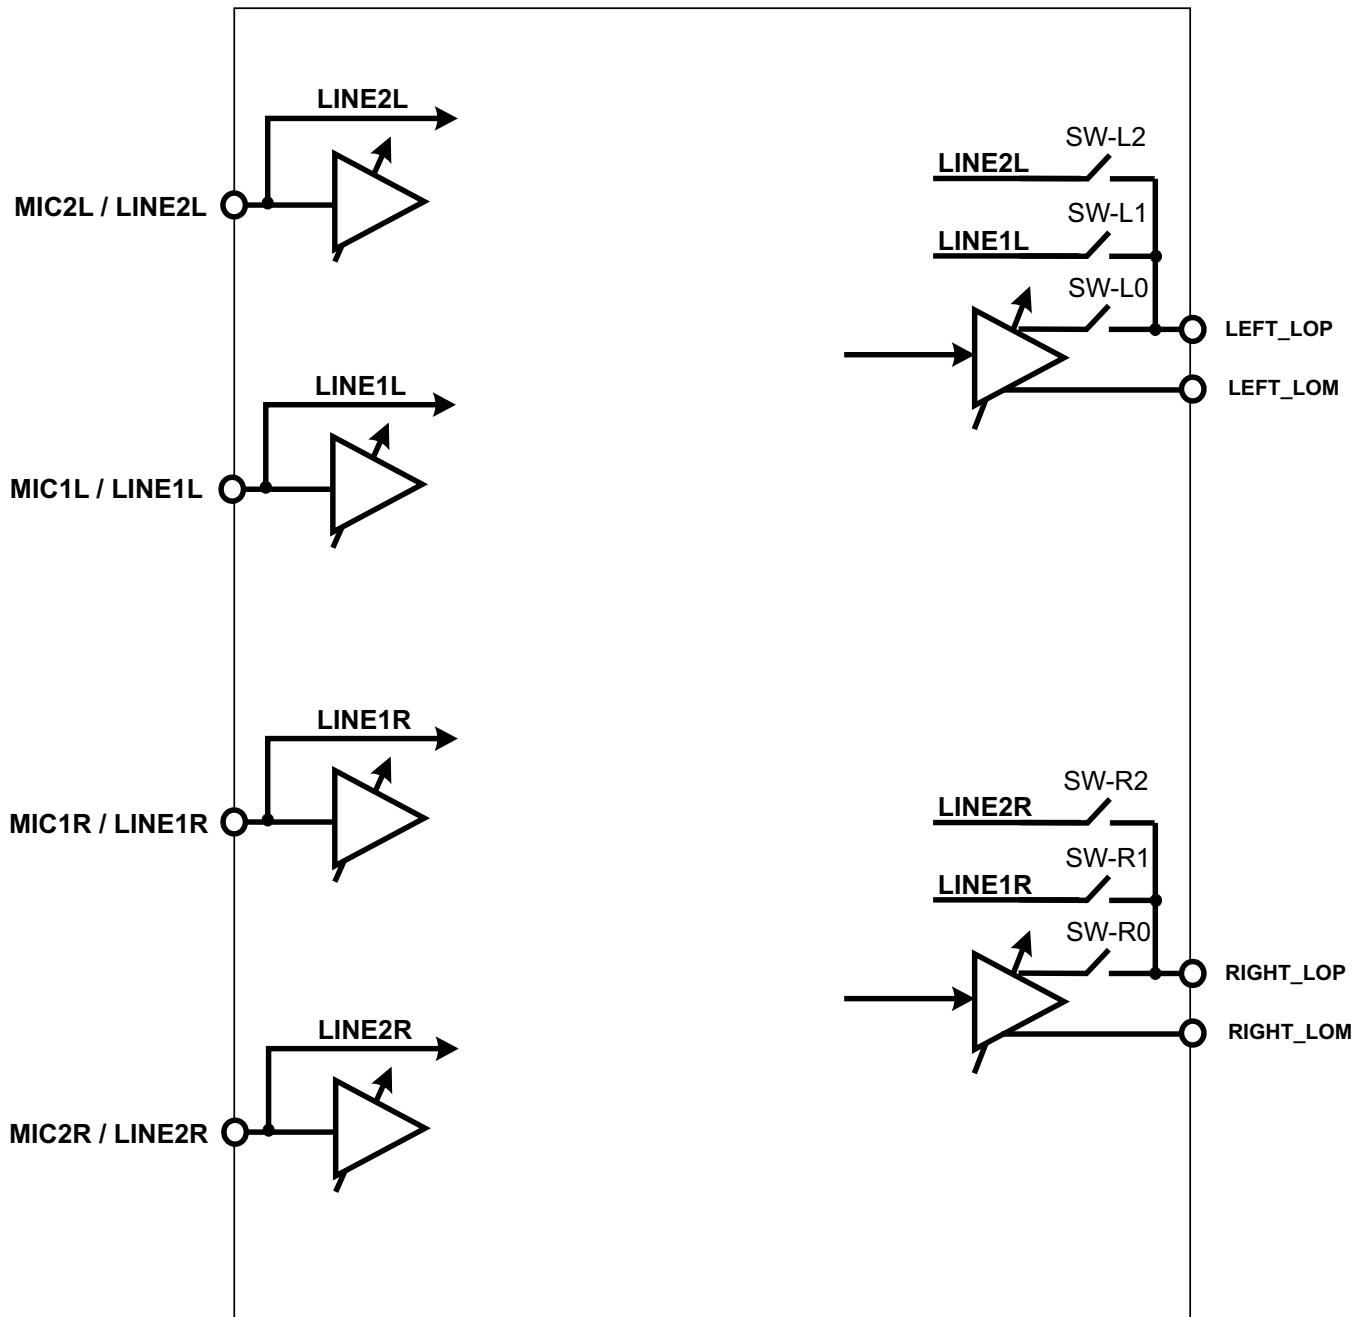 LINE2L
MIC2L / LINE2L
LINE1L
MIC1L / LINE1L
LINE1R
MIC1R / LINE1R
LINE2R
MIC2R / LINE2R
SW-L2
LINE2L
SW-L1
LINE1L
SW-L0
LEFT_LOP
LEFT_LOM
SW-R2
LINE2R
SW-R1
LINE1R
SW-R0
RIGHT_LOP
RIGHT_LOM